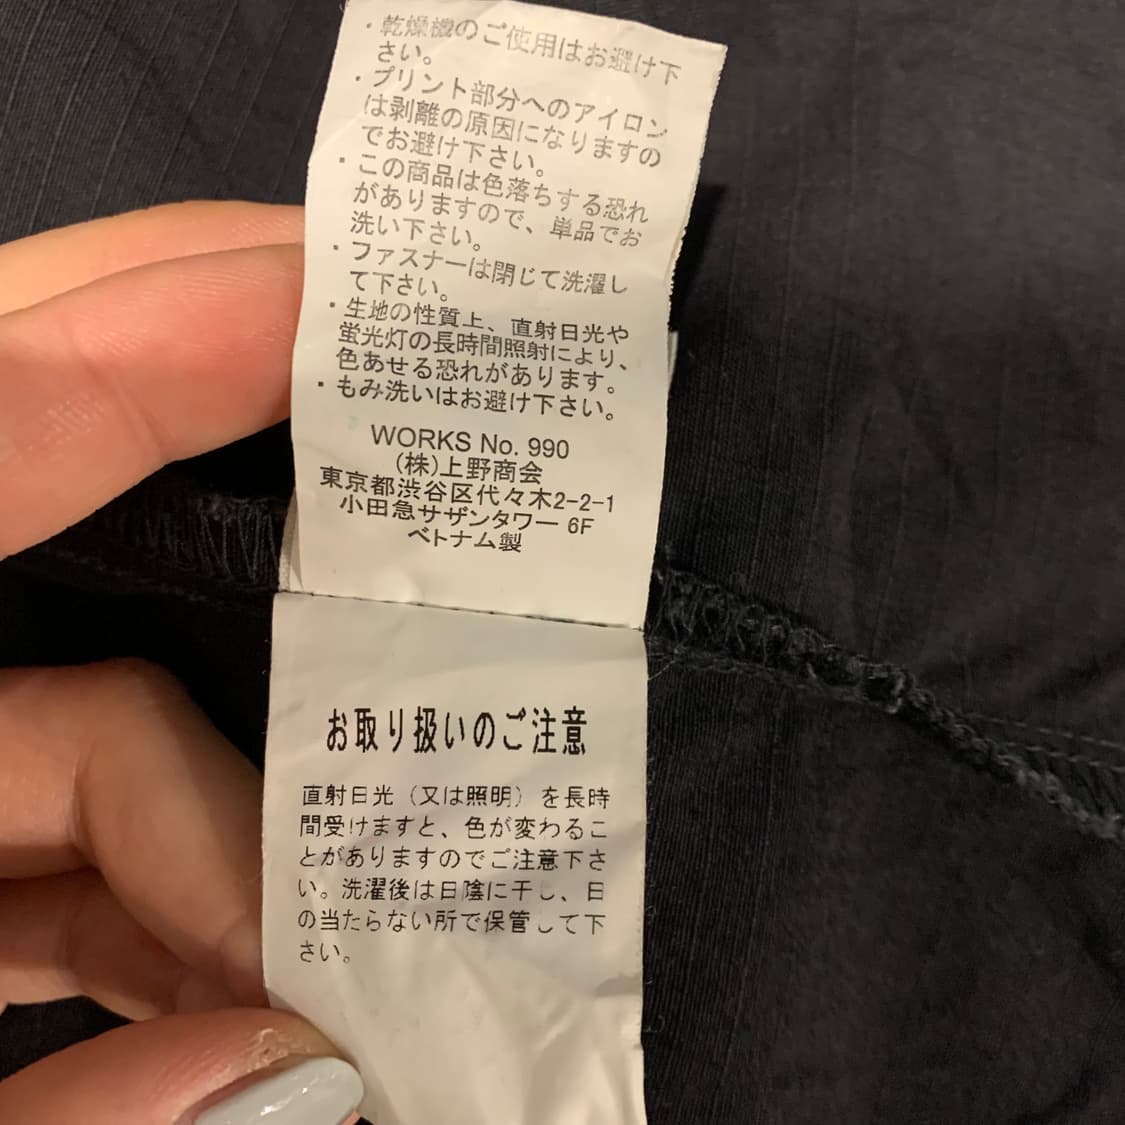 ・乾燥機のご使用はお避け下
さい。
・プリント部分へのアイロン
は剥離の原因になりますの
でお避け下さい。
・この商品は色落ちする恐れ
がありますので、単品でお
洗い下さい。
・ファスナーは閉じて洗濯し
て下さい。
・生地の性質上、直射日光や
蛍光灯の長時間照射により、
色あせる恐れがあります。
・もみ洗いはお避け下さい。
WORKS No. 990
(株)上野商会
東京都渋谷区代々木2-2-1
小田急サザンタワー 6F
ベトナム製
お取り扱いのご注意
直射日光（又は照明）を長時
間受けますと、色が変わるこ
とがありますのでご注意下さ
い。洗濯後は日陰に干し、日
の当たらない所で保管して下
さい。